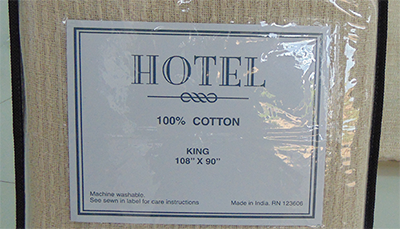 HOTEL
100% COTTON
KING
108" X 90"
Machine washable.
See sewn in label for care instructions
Made in India. RN 123606